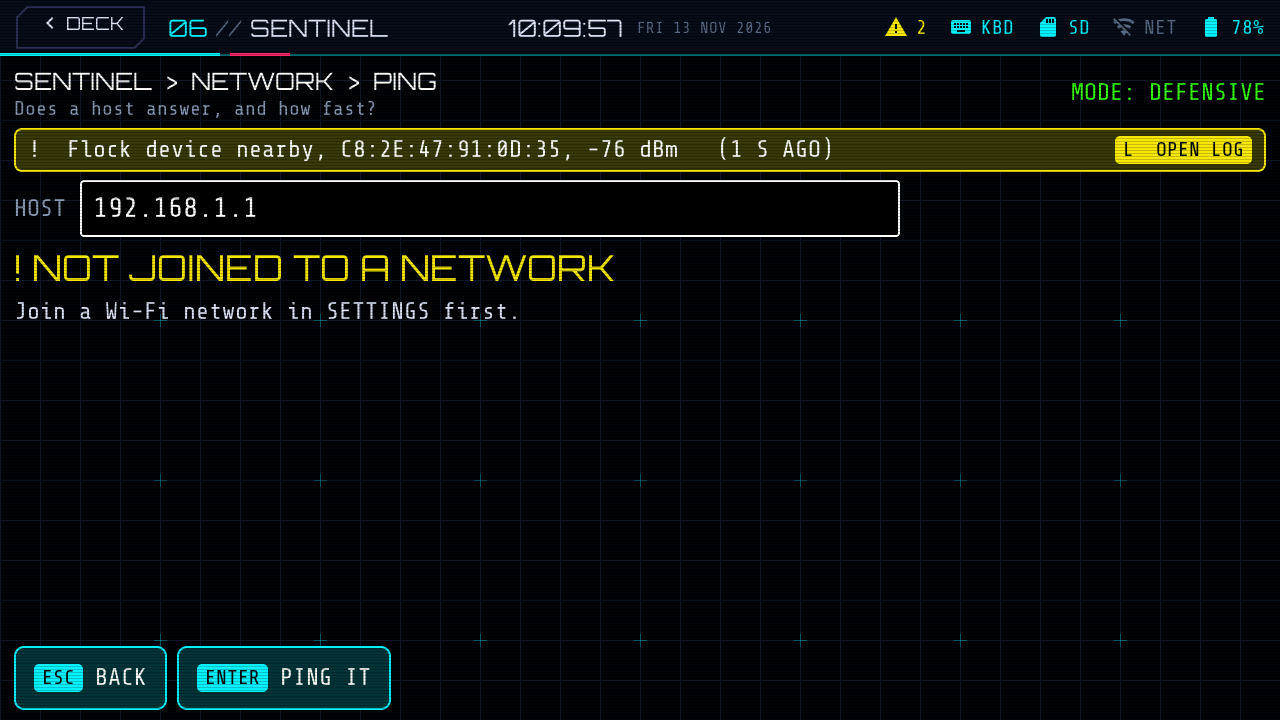 < DECK
06 // SENTINEL
10:09:57 FRI 13 NOV 2026
2 KBD SD NET 78%
SENTINEL > NETWORK > PING
Does a host answer, and how fast?
MODE: DEFENSIVE
! Flock device nearby, C8:2E:47:91:0D:35, -76 dBm (1 S AGO)
L OPEN LOG
HOST 192.168.1.1
! NOT JOINED TO A NETWORK
Join a Wi-Fi network in SETTINGS first.
ESC BACK
ENTER PING IT